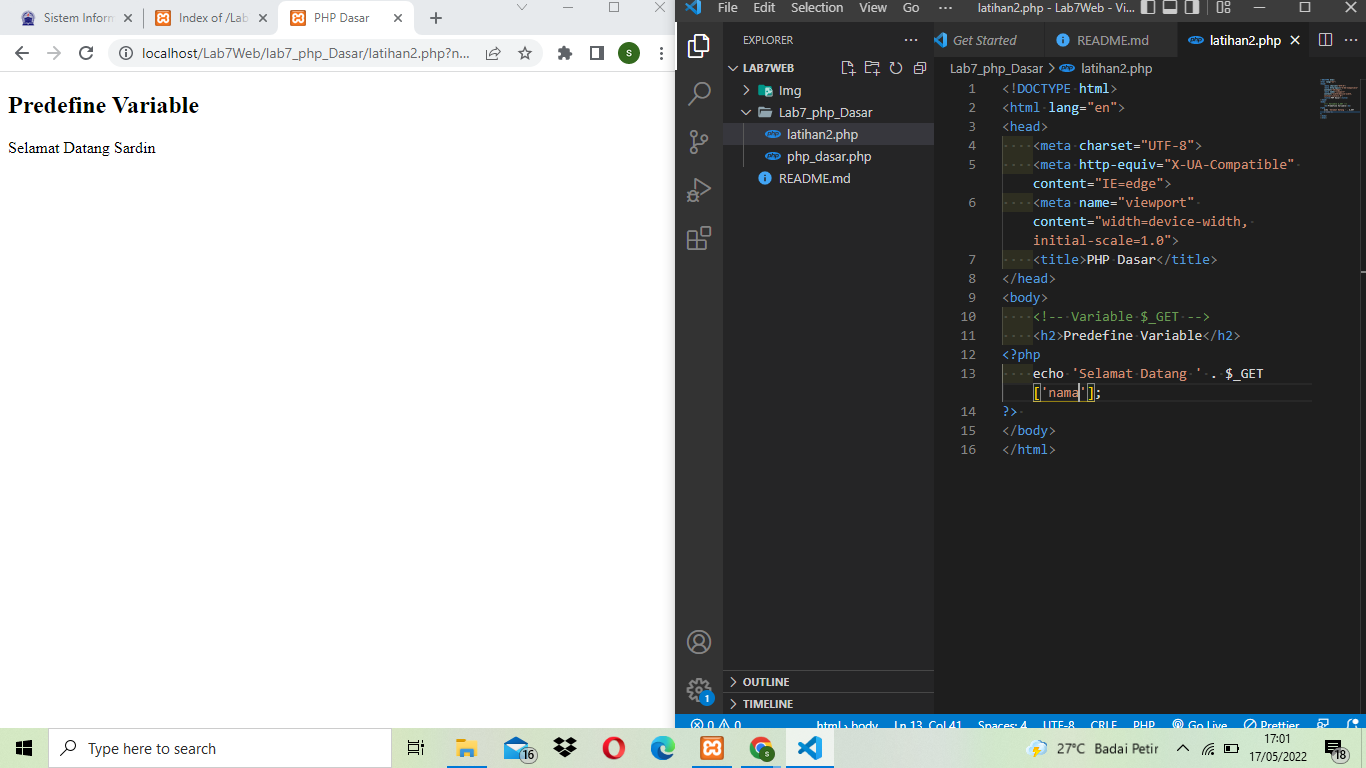 Sistem Inform
Index of /Lab
PHP Dasar
localhost/Lab7Web/lab7_php_Dasar/latihan2.php?n...
s
Predefine Variable
Selamat Datang Sardin
File Edit Selection View Go ··· latihan2.php - Lab7Web - Vi...
EXPLORER ···
LAB7WEB
Img
Lab7_php_Dasar
latihan2.php
php_dasar.php
README.md
OUTLINE
TIMELINE
1
Get Started README.md latihan2.php ···
Lab7_php_Dasar > latihan2.php
1 <!DOCTYPE html>
2 <html lang="en">
3 <head>
4 <meta charset="UTF-8">
5 <meta http-equiv="X-UA-Compatible"
content="IE=edge">
6 <meta name="viewport"
content="width=device-width,
initial-scale=1.0">
7 <title>PHP Dasar</title>
8 </head>
9 <body>
10 <!-- Variable $_GET -->
11 <h2>Predefine Variable</h2>
12 <?php
13 echo 'Selamat Datang ' . $_GET
['nama'];
14 ?>
15 </body>
16 </html>
0 0 html › body Ln 13, Col 41 Spaces: 4 UTF-8 CRLF PHP Go Live Prettier
Type here to search
16
s
27°C Badai Petir
17:01
17/05/2022
18